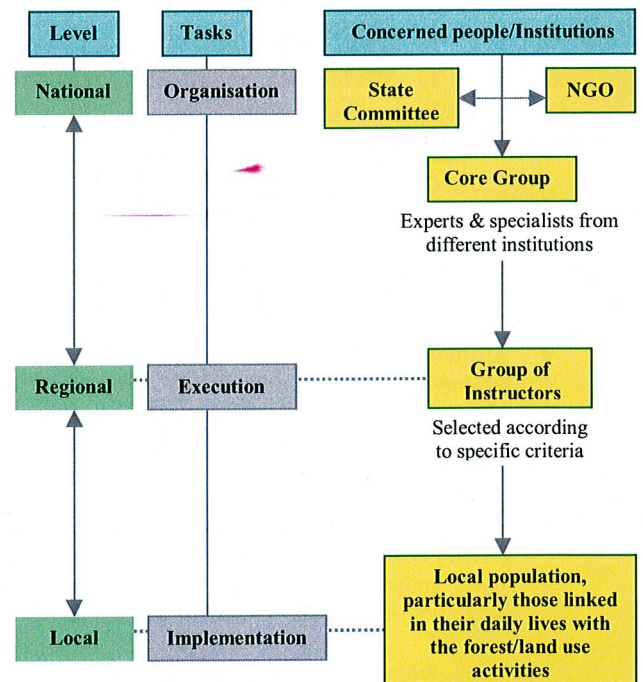 Level
Tasks
Concerned people/Institutions
National
Organisation
State
Committee
NGO
Core Group
Experts & specialists from
different institutions
Regional
Execution
Group of
Instructors
Selected according
to specific criteria
Local
Implementation
Local population,
particularly those linked
in their daily lives with
the forest/land use
activities